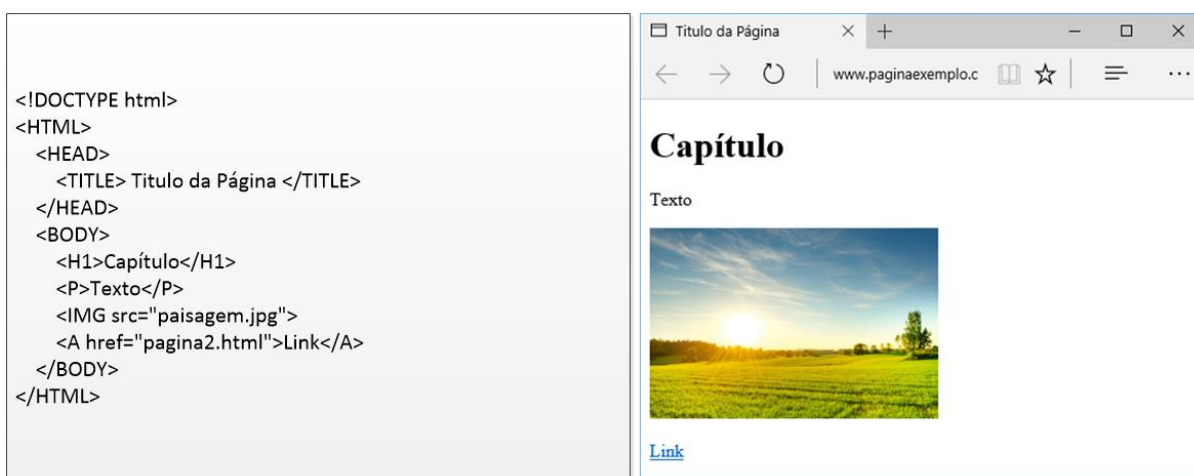 <!DOCTYPE html>
<HTML>
<HEAD>
<TITLE> Titulo da Página </TITLE>
</HEAD>
<BODY>
<H1>Capítulo</H1>
<P>Texto</P>
<IMG src="paisagem.jpg">
<A href="pagina2.html">Link</A>
</BODY>
</HTML>
Titulo da Página
www.paginaexemplo.c
Capítulo
Texto
Link